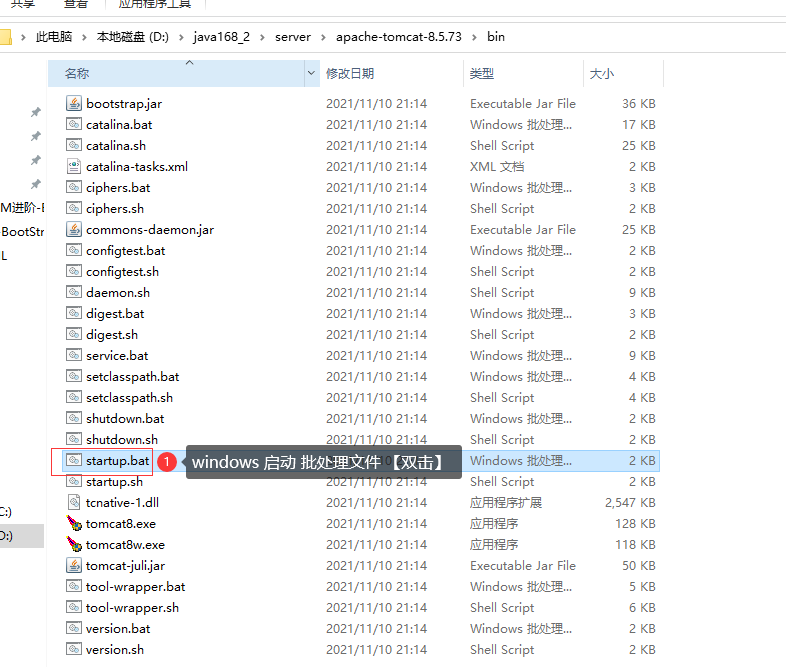 共享 查看 应用程序工具
此电脑 › 本地磁盘 (D:) › java168_2 › server › apache-tomcat-8.5.73 › bin
名称 修改日期 类型 大小
bootstrap.jar 2021/11/10 21:14 Executable Jar File 36 KB
catalina.bat 2021/11/10 21:14 Windows 批处理... 17 KB
catalina.sh 2021/11/10 21:14 Shell Script 25 KB
catalina-tasks.xml 2021/11/10 21:14 XML 文档 2 KB
ciphers.bat 2021/11/10 21:14 Windows 批处理... 3 KB
M进阶-
ciphers.sh 2021/11/10 21:14 Shell Script 2 KB
BootStr
commons-daemon.jar 2021/11/10 21:14 Executable Jar File 25 KB
L
configtest.bat 2021/11/10 21:14 Windows 批处理... 2 KB
configtest.sh 2021/11/10 21:14 Shell Script 2 KB
daemon.sh 2021/11/10 21:14 Shell Script 9 KB
digest.bat 2021/11/10 21:14 Windows 批处理... 3 KB
digest.sh 2021/11/10 21:14 Shell Script 2 KB
service.bat 2021/11/10 21:14 Windows 批处理... 9 KB
setclasspath.bat 2021/11/10 21:14 Windows 批处理... 4 KB
setclasspath.sh 2021/11/10 21:14 Shell Script 4 KB
shutdown.bat 2021/11/10 21:14 Windows 批处理... 2 KB
shutdown.sh 2021/11/10 21:14 Shell Script 2 KB
startup.bat 1 windows 启动 批处理文件 【双击】 Windows 批处理... 2 KB
startup.sh 2021/11/10 21:14 Shell Script 2 KB
tcnative-1.dll 2021/11/10 21:14 应用程序扩展 2,547 KB
C:)
tomcat8.exe 2021/11/10 21:14 应用程序 128 KB
D:)
tomcat8w.exe 2021/11/10 21:14 应用程序 118 KB
tomcat-juli.jar 2021/11/10 21:14 Executable Jar File 50 KB
tool-wrapper.bat 2021/11/10 21:14 Windows 批处理... 5 KB
tool-wrapper.sh 2021/11/10 21:14 Shell Script 6 KB
version.bat 2021/11/10 21:14 Windows 批处理... 2 KB
version.sh 2021/11/10 21:14 Shell Script 2 KB